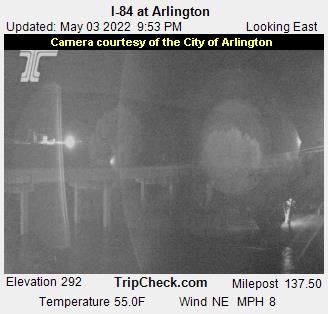 I-84 at Arlington
Updated: May 03 2022 9:53 PM Looking East
Camera courtesy of the City of Arlington
Elevation 292 TripCheck.com Milepost 137.50
Temperature 55.0F Wind NE MPH 8